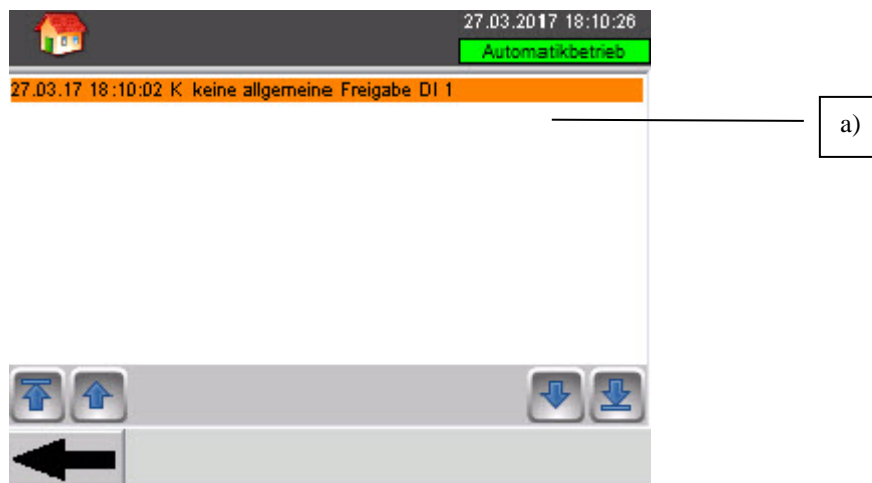 27.03.2017 18:10:26
Automatikbetrieb
27.03.17 18:10:02 K keine allgemeine Freigabe DI 1
a)